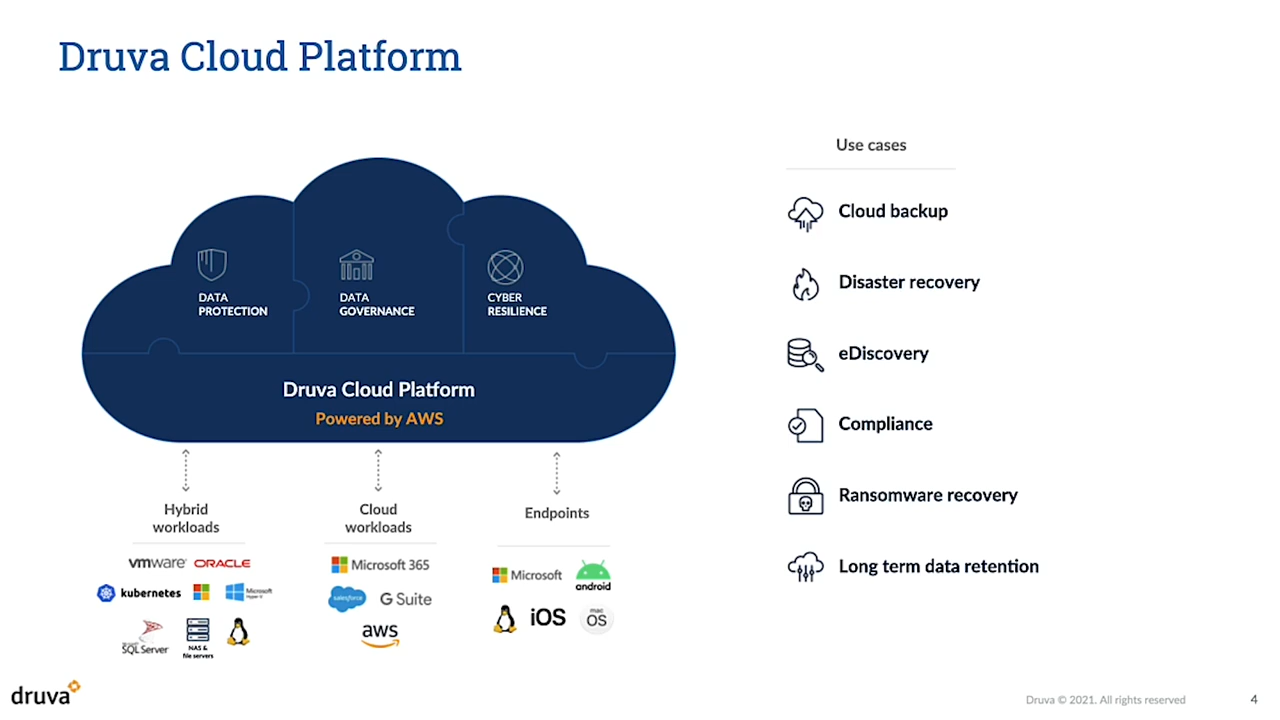 Druva Cloud Platform
DATA
PROTECTION
DATA
GOVERNANCE
CYBER
RESILIENCE
Druva Cloud Platform
Powered by AWS
Hybrid
workloads
vmware ORACLE
kubernetes Microsoft
Hyper-V
SQL Server
NAS &
file servers
Cloud
workloads
Microsoft 365
salesforce G Suite
aws
Endpoints
Microsoft android
iOS mac
OS
Use cases
Cloud backup
Disaster recovery
eDiscovery
Compliance
Ransomware recovery
Long term data retention
druva
Druva © 2021. All rights reserved 4